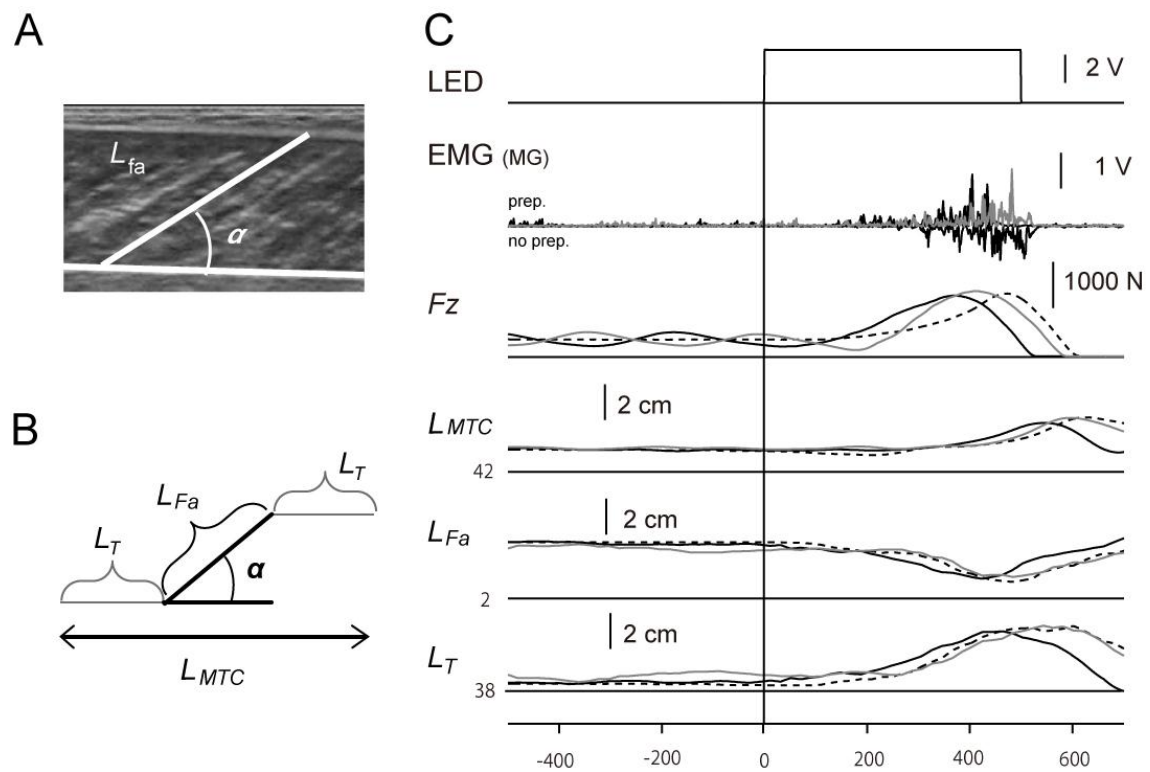 A
L fa
α
B
L T
L Fa
L T
α
L MTC
C
LED
2 V
EMG (MG)
1 V
prep.
no prep.
Fz
1000 N
L MTC
2 cm
42
L Fa
2 cm
2
L T
2 cm
38
-400 -200 0 200 400 600